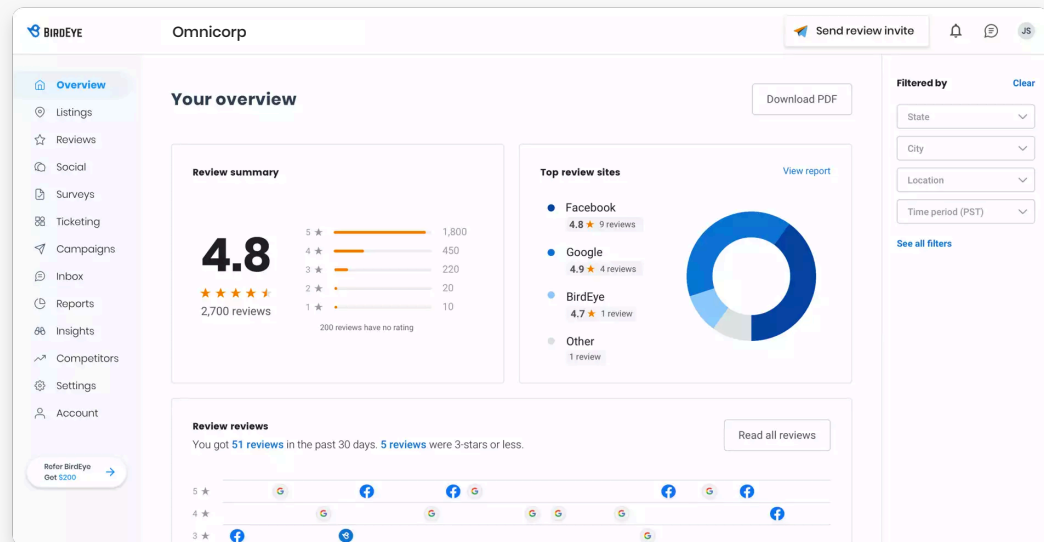 BIRDEYE
Omnicorp
Send review invite
JS
Overview
Listings
Reviews
Social
Surveys
Ticketing
Campaigns
Inbox
Reports
Insights
Competitors
Settings
Account
Refer BirdEye
Get $200
Your overview
Download PDF
Review summary
4.8
2,700 reviews
5 ★ 1,800
4 ★ 450
3 ★ 220
2 ★ 20
1 ★ 10
200 reviews have no rating
Top review sites
View report
Facebook
4.8 ★ 9 reviews
Google
4.9 ★ 4 reviews
BirdEye
4.7 ★ 1 review
Other
1 review
Review reviews
You got 51 reviews in the past 30 days. 5 reviews were 3-stars or less.
Read all reviews
5 ★
4 ★
3 ★
Filtered by
Clear
State
City
Location
Time period (PST)
See all filters